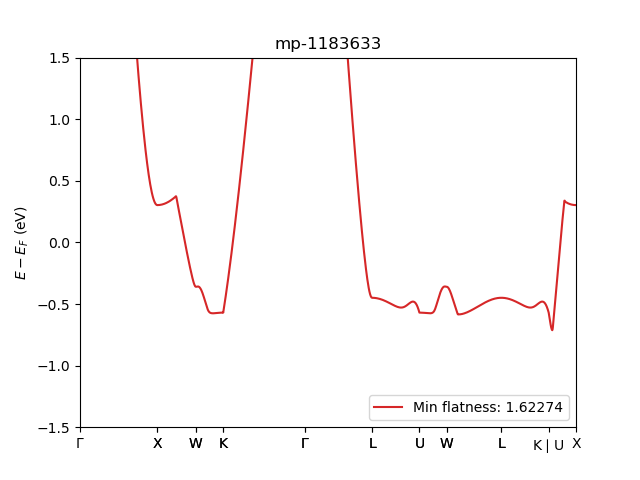 mp-1183633
E − E_F (eV)
1.5
1.0
0.5
0.0
−0.5
−1.0
−1.5
Min flatness: 1.62274
Γ X W K Γ L U W L K | U X